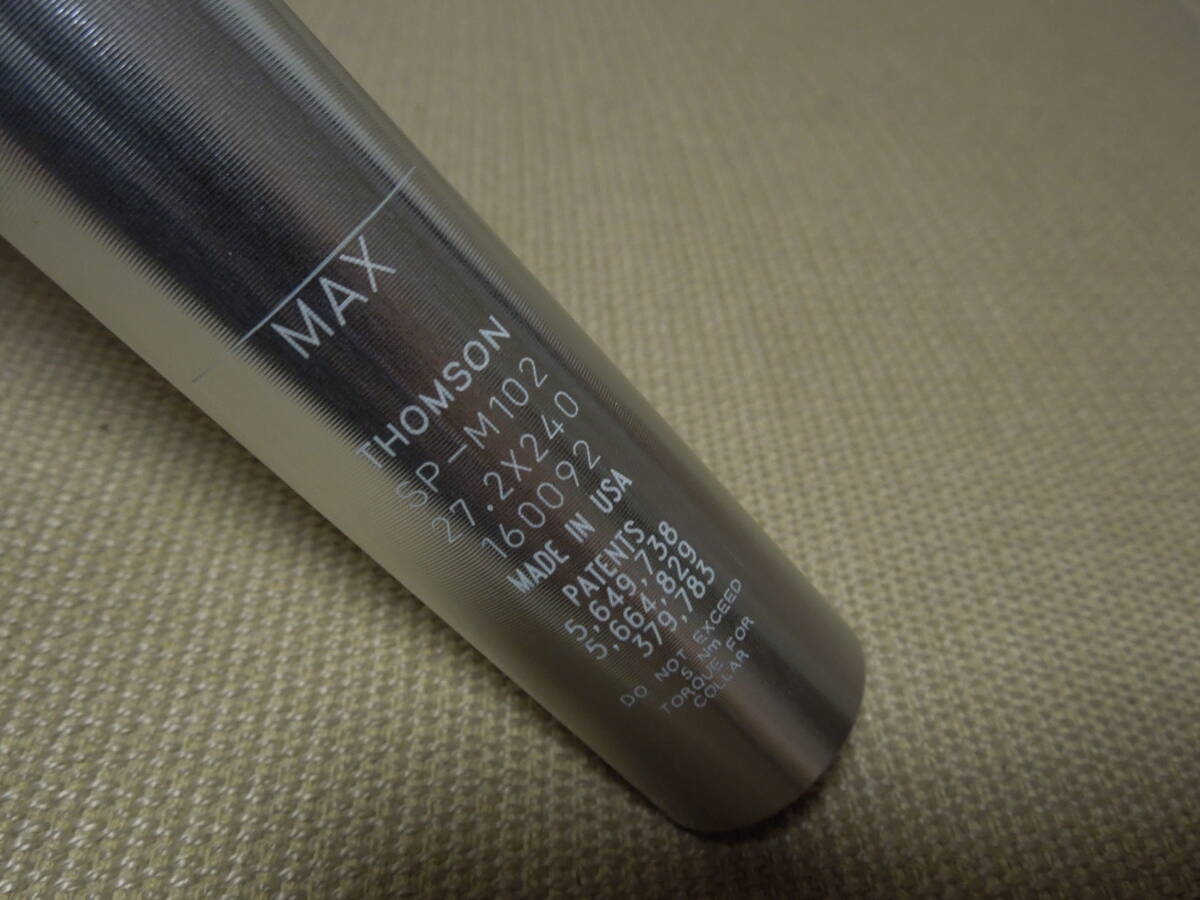 MAX
THOMSON
SP-M102
27.2X240
160092
MADE IN USA
PATENTS
5,649,738
5,664,829
379,783
DO NOT EXCEED
5 Nm
TORQUE FOR
COLLAR